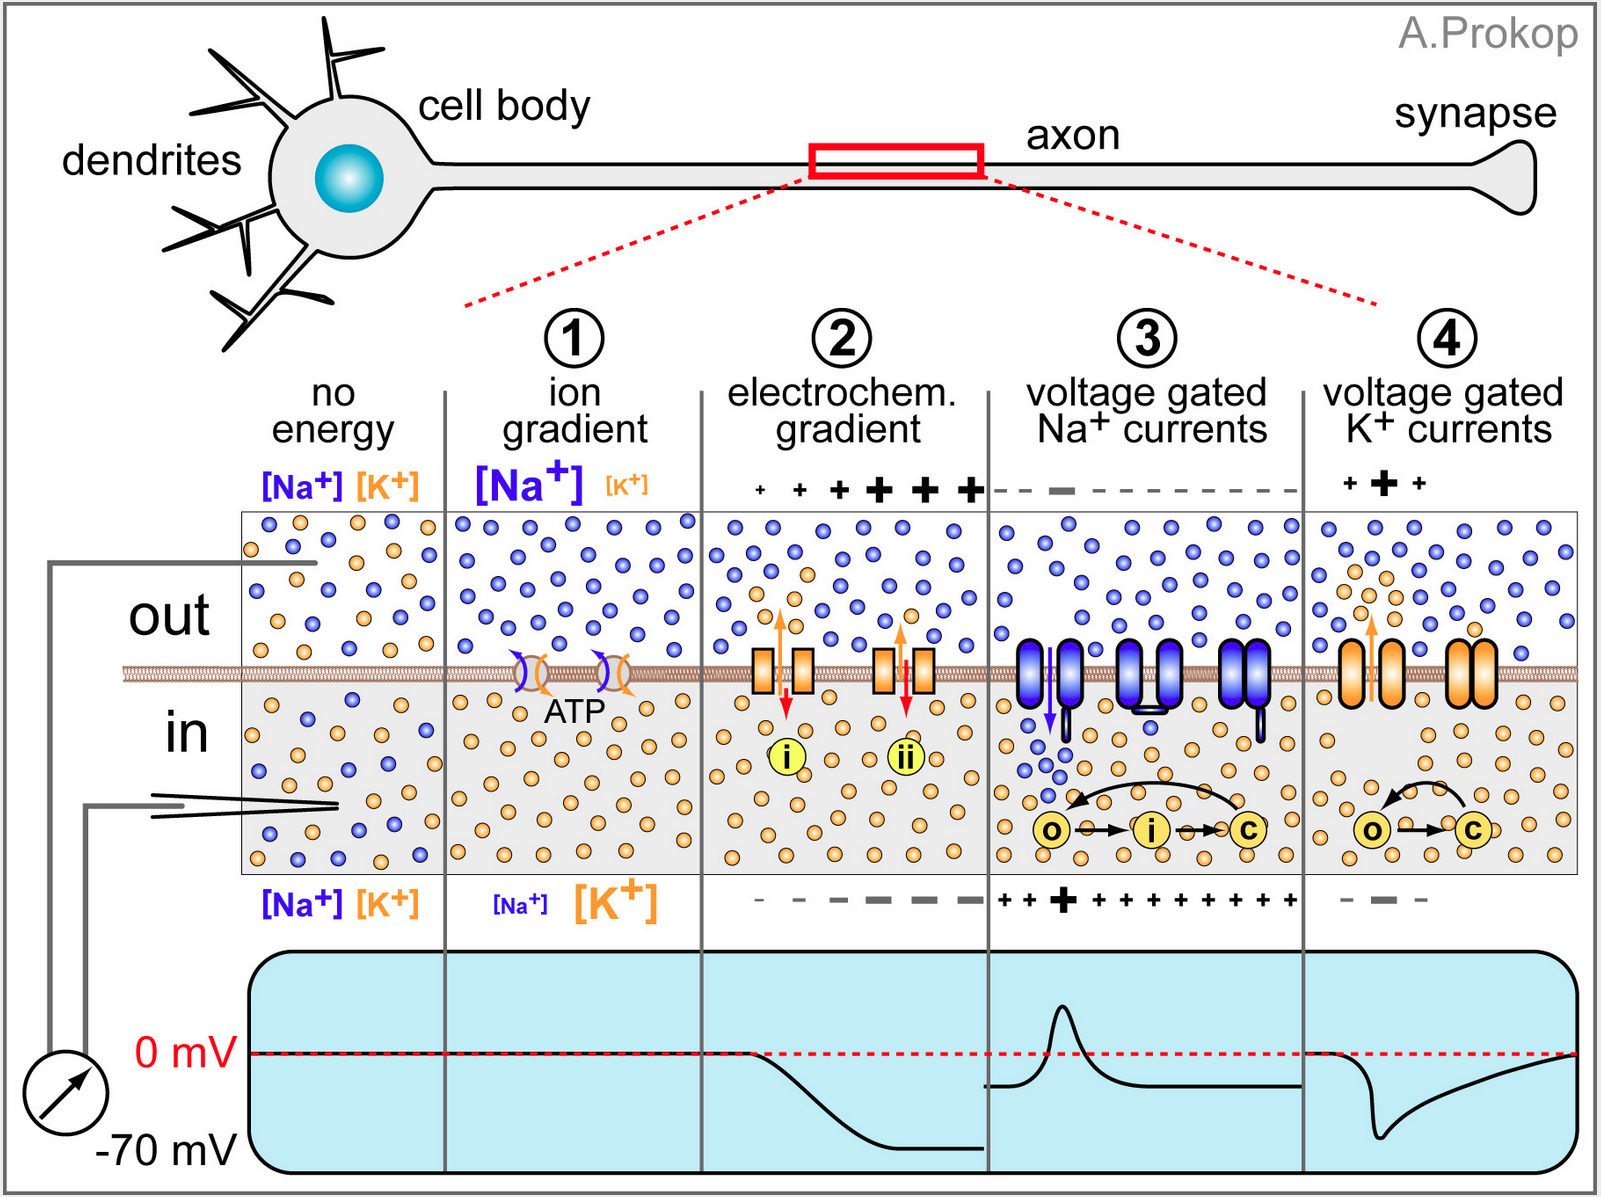 A.Prokop
cell body
synapse
axon
dendrites
1
2
3
4
no
energy
ion
gradient
electrochem.
gradient
voltage gated
Na+ currents
voltage gated
K+ currents
[Na+] [K+]
[Na+] [K+]
+ + + + + +
- - - - - - - - - - -
+ + +
out
in
ATP
i
ii
o i c
o c
[Na+] [K+]
[Na+] [K+]
- - - - - -
+ + + + + + + + + + +
- - -
0 mV
-70 mV